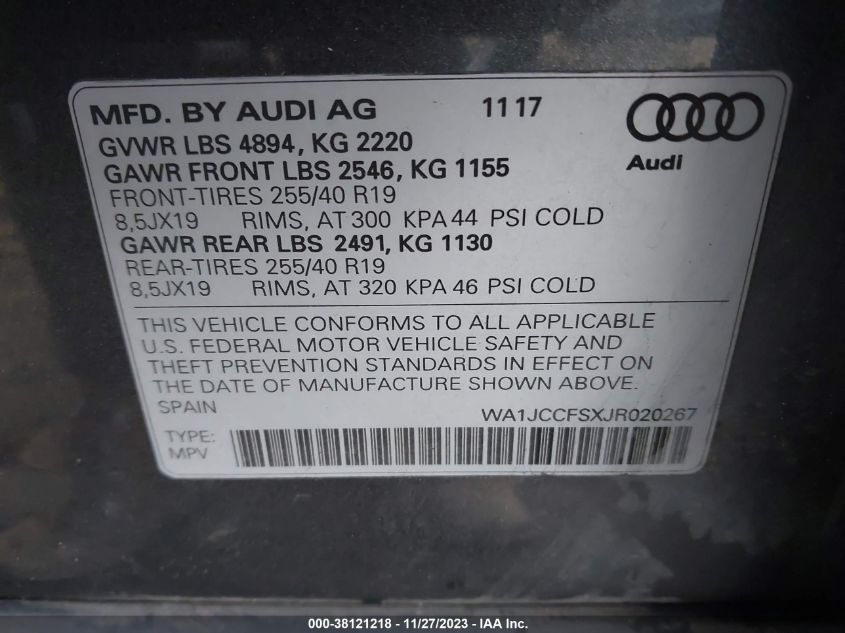 MFD. BY AUDI AG 11 17
GVWR LBS 4894, KG 2220
GAWR FRONT LBS 2546, KG 1155
Audi
FRONT-TIRES 255/40 R19
8,5JX19 RIMS, AT 300 KPA 44 PSI COLD
GAWR REAR LBS 2491, KG 1130
REAR-TIRES 255/40 R19
8,5JX19 RIMS, AT 320 KPA 46 PSI COLD
THIS VEHICLE CONFORMS TO ALL APPLICABLE
U.S. FEDERAL MOTOR VEHICLE SAFETY AND
THEFT PREVENTION STANDARDS IN EFFECT ON
THE DATE OF MANUFACTURE SHOWN ABOVE.
SPAIN WA1JCCFSXJR020267
TYPE:
MPV
000-38121218 - 11/27/2023 - IAA Inc.